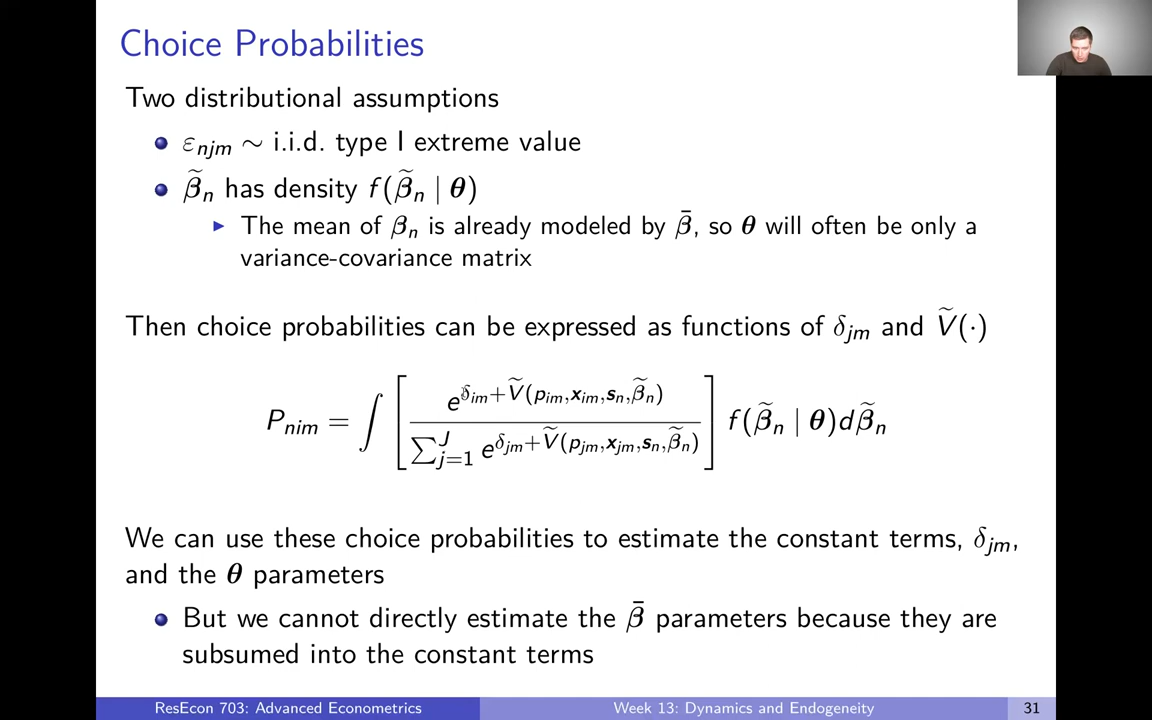 Choice Probabilities
Two distributional assumptions
ε_njm ∼ i.i.d. type I extreme value
β̃_n has density f(β̃_n | θ)
The mean of β_n is already modeled by β̄, so θ will often be only a
variance-covariance matrix
Then choice probabilities can be expressed as functions of δ_jm and Ṽ(·)
P_nim = ∫ [ e^{δ_im+Ṽ(p_im,x_im,s_n,β̃_n)} / ∑_{j=1}^{J} e^{δ_jm+Ṽ(p_jm,x_jm,s_n,β̃_n)} ] f(β̃_n | θ)dβ̃_n
We can use these choice probabilities to estimate the constant terms, δ_jm,
and the θ parameters
But we cannot directly estimate the β̄ parameters because they are
subsumed into the constant terms
ResEcon 703: Advanced Econometrics
Week 13: Dynamics and Endogeneity
31